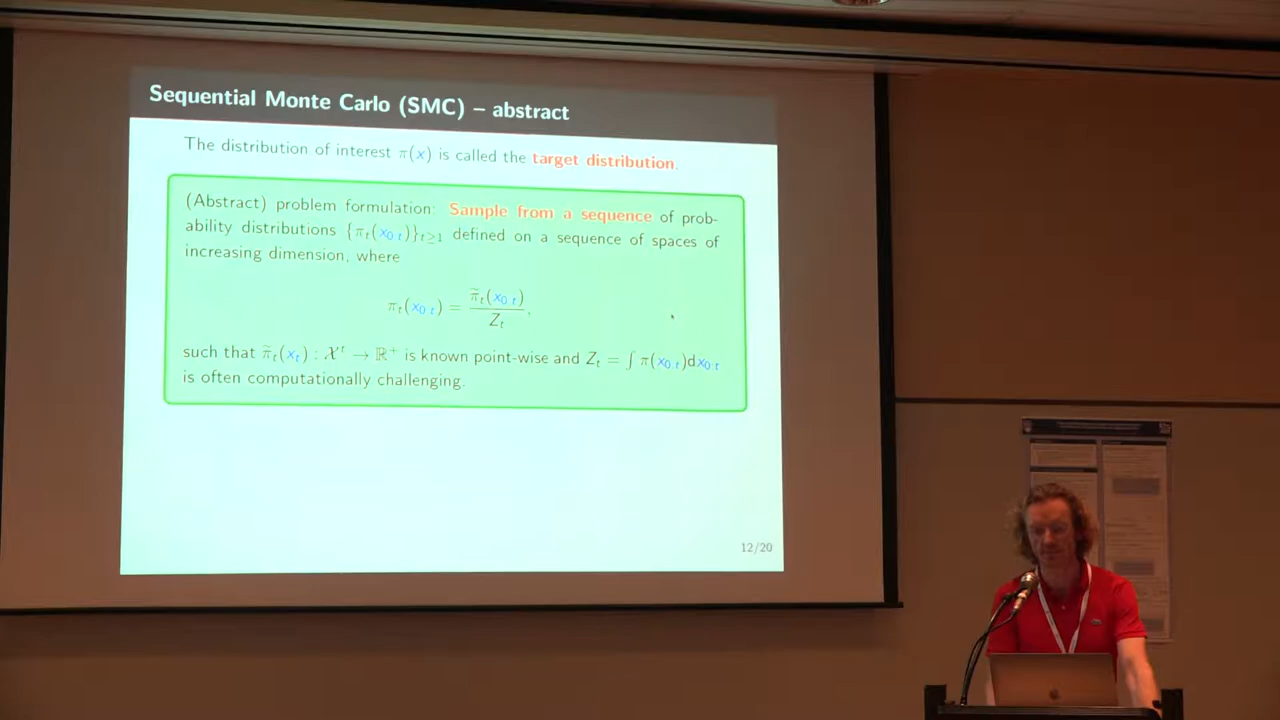 Sequential Monte Carlo (SMC) – abstract
The distribution of interest π(x) is called the target distribution.
(Abstract) problem formulation: Sample from a sequence of prob-
ability distributions {π_t(x_{0:t})}_{t≥1} defined on a sequence of spaces of
increasing dimension, where
π_t(x_{0:t}) = π̃_t(x_{0:t}) / Z_t,
such that π̃_t(x_t) : 𝒳^t → ℝ^+ is known point-wise and Z_t = ∫ π(x_{0:t})dx_{0:t}
is often computationally challenging.
12/20